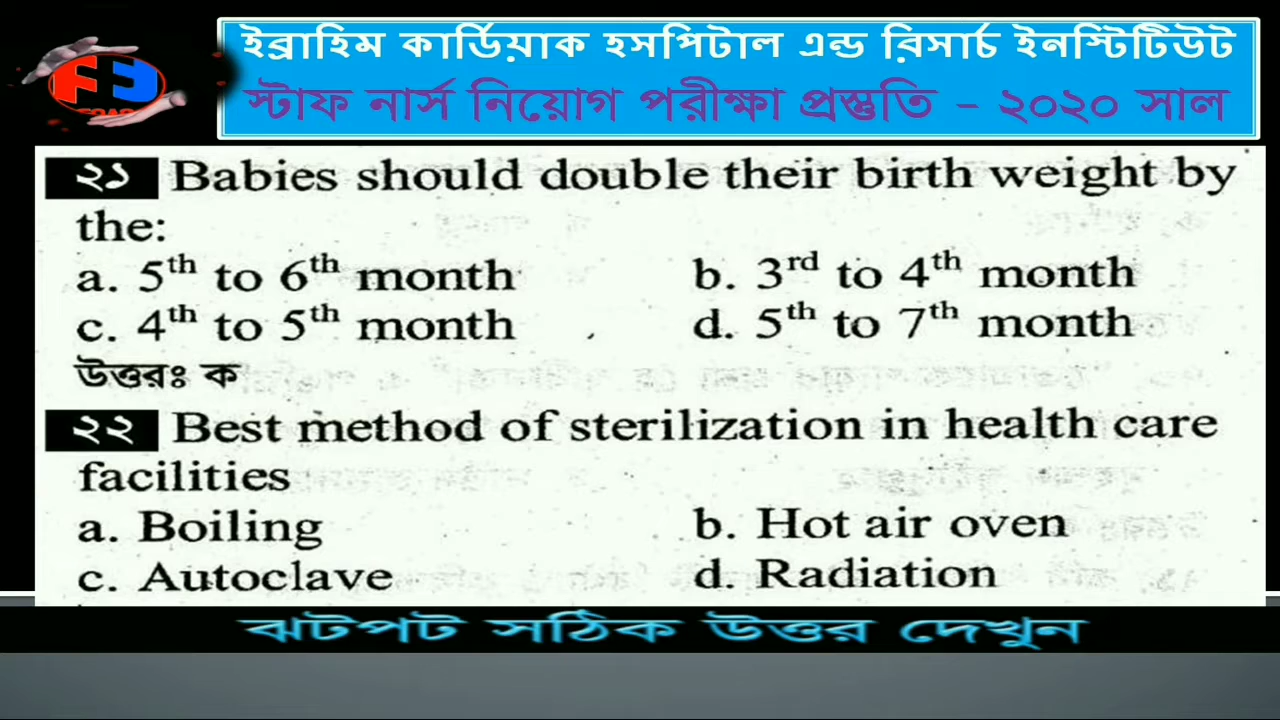 ইব্রাহিম কার্ডিয়াক হসপিটাল এন্ড রিসার্চ ইনস্টিটিউট
স্টাফ নার্স নিয়োগ পরীক্ষা প্রস্তুতি - ২০২০ সাল
২১ Babies should double their birth weight by
the:
a. 5th to 6th month b. 3rd to 4th month
c. 4th to 5th month d. 5th to 7th month
উত্তরঃ ক
২২ Best method of sterilization in health care
facilities
a. Boiling b. Hot air oven
c. Autoclave d. Radiation
ঝটপট সঠিক উত্তর দেখুন